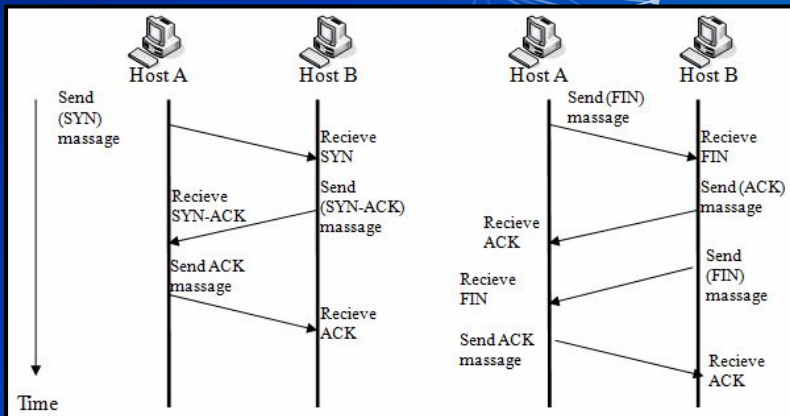 Host A
Host B
Send
(SYN)
massage
Recieve
SYN
Send
(SYN-ACK)
massage
Recieve
SYN-ACK
Send ACK
massage
Recieve
ACK
Time
Host A
Host B
Send (FIN)
massage
Recieve
FIN
Send (ACK)
massage
Recieve
ACK
Send
(FIN)
massage
Recieve
FIN
Send ACK
massage
Recieve
ACK